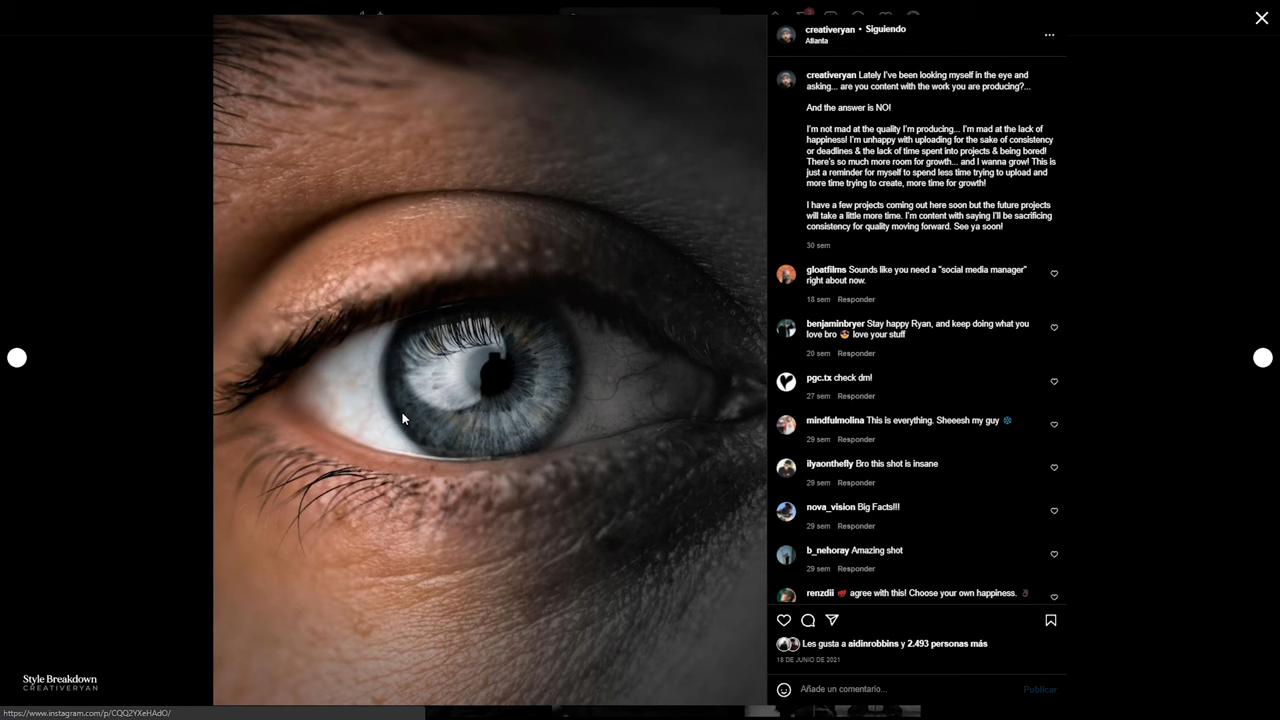 creativeryan • Siguiendo
Atlanta
creativeryan Lately I've been looking myself in the eye and
asking... are you content with the work you are producing?...
And the answer is NO!
I'm not mad at the quality I'm producing... I'm mad at the lack of
happiness! I'm unhappy with uploading for the sake of consistency
or deadlines & the lack of time spent into projects & being bored!
There's so much more room for growth... and I wanna grow! This is
just a reminder for myself to spend less time trying to upload and
more time trying to create, more time for growth!
I have a few projects coming out here soon but the future projects
will take a little more time. I'm content with saying I'll be sacrificing
consistency for quality moving forward. See ya soon!
30 sem
gloatfilms Sounds like you need a "social media manager"
right about now.
18 sem Responder
benjaminbryer Stay happy Ryan, and keep doing what you
love bro love your stuff
20 sem Responder
pgc.tx check dm!
27 sem Responder
mindfulmolina This is everything. Sheeesh my guy
29 sem Responder
ilyaonthefly Bro this shot is insane
29 sem Responder
nova_vision Big Facts!!!
29 sem Responder
b_nehoray Amazing shot
29 sem Responder
renzdii agree with this! Choose your own happiness.
Les gusta a aidinrobbins y 2.493 personas más
18 DE JUNIO DE 2021
Añade un comentario...
Publicar
Style Breakdown
CREATIVERYAN
https://www.instagram.com/p/CQQ2YXeHAdO/